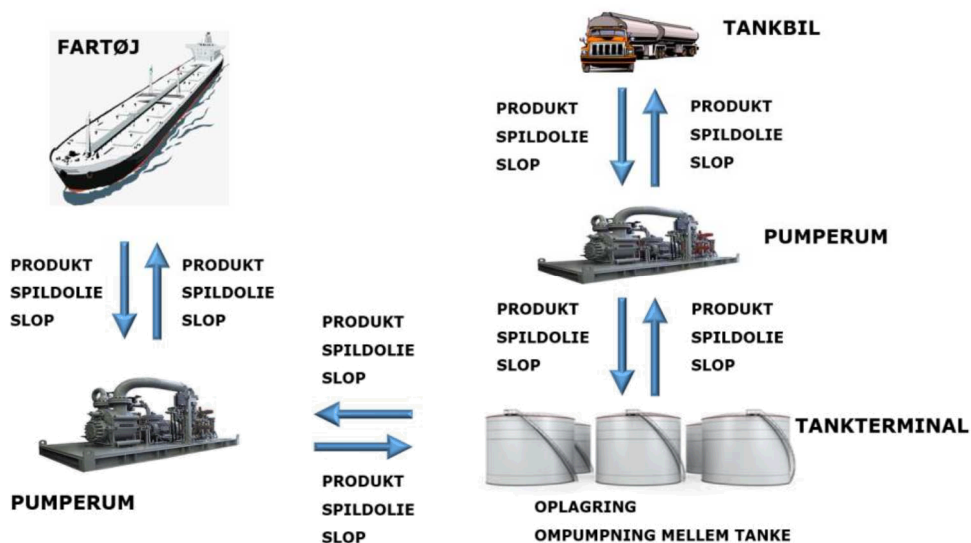 FARTØJ
TANKBIL
PRODUKT
SPILDOLIE
SLOP
PRODUKT
SPILDOLIE
SLOP
PUMPERUM
PRODUKT
SPILDOLIE
SLOP
PRODUKT
SPILDOLIE
SLOP
PRODUKT
SPILDOLIE
SLOP
PRODUKT
SPILDOLIE
SLOP
PRODUKT
SPILDOLIE
SLOP
TANKTERMINAL
PUMPERUM
PRODUKT
SPILDOLIE
SLOP
OPLAGRING
OMPUMPNING MELLEM TANKE